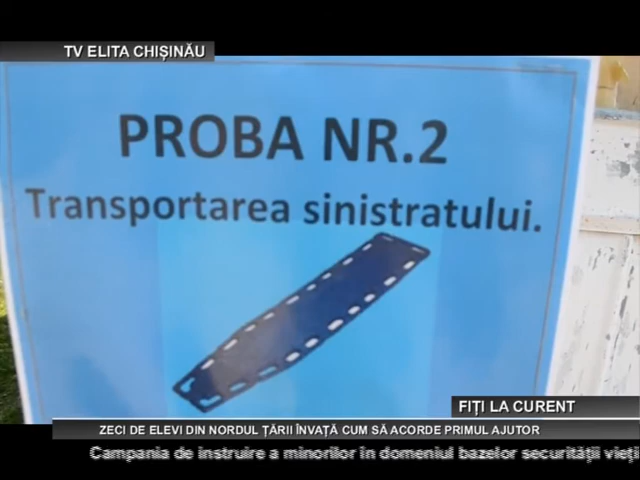 TV ELITA CHIȘINĂU
PROBA NR.2
Transportarea sinistratului.
FIȚI LA CURENT
ZECI DE ELEVI DIN NORDUL ȚĂRII ÎNVAȚĂ CUM SĂ ACORDE PRIMUL AJUTOR
Campania de instruire a minorilor în domeniul bazelor securității vieții